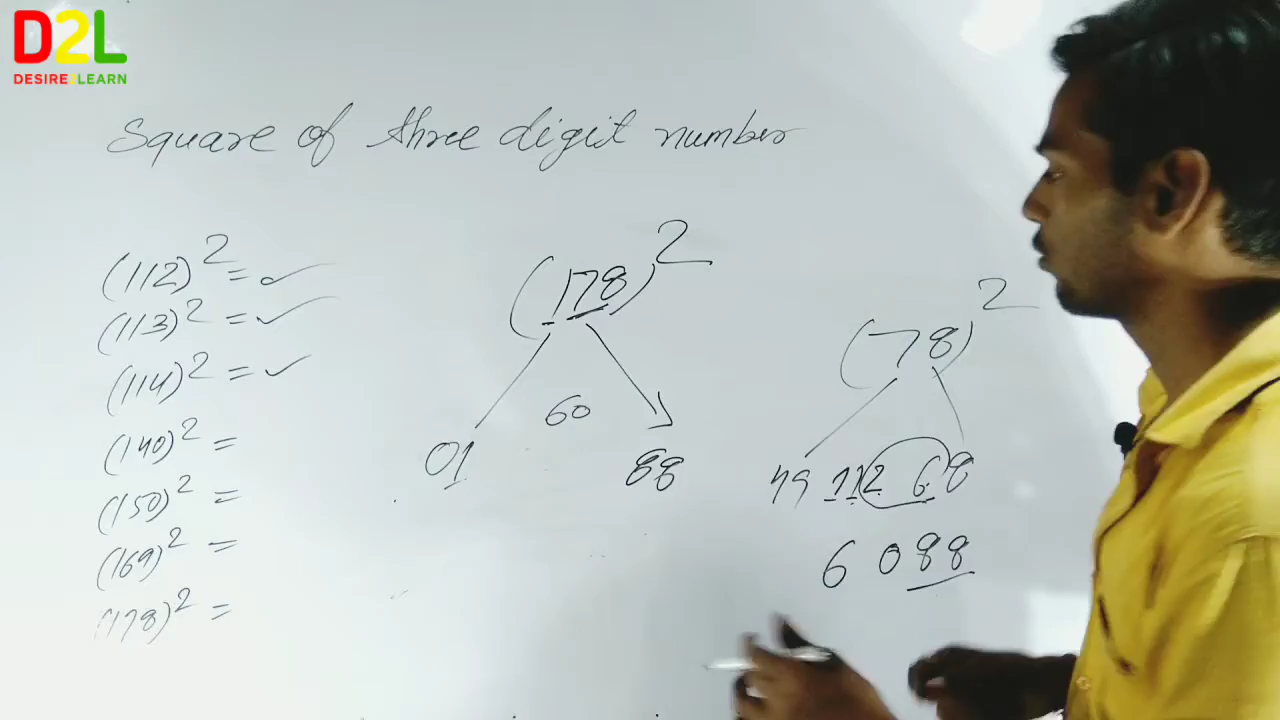 D2L
DESIRE2LEARN
Square of three digit number
(112)² = ✓
(113)² = ✓
(114)² = ✓
(140)² =
(150)² =
(169)² =
(178)² =
(178)²
60
01 88
(78)²
49 112 68
6 0 8 8